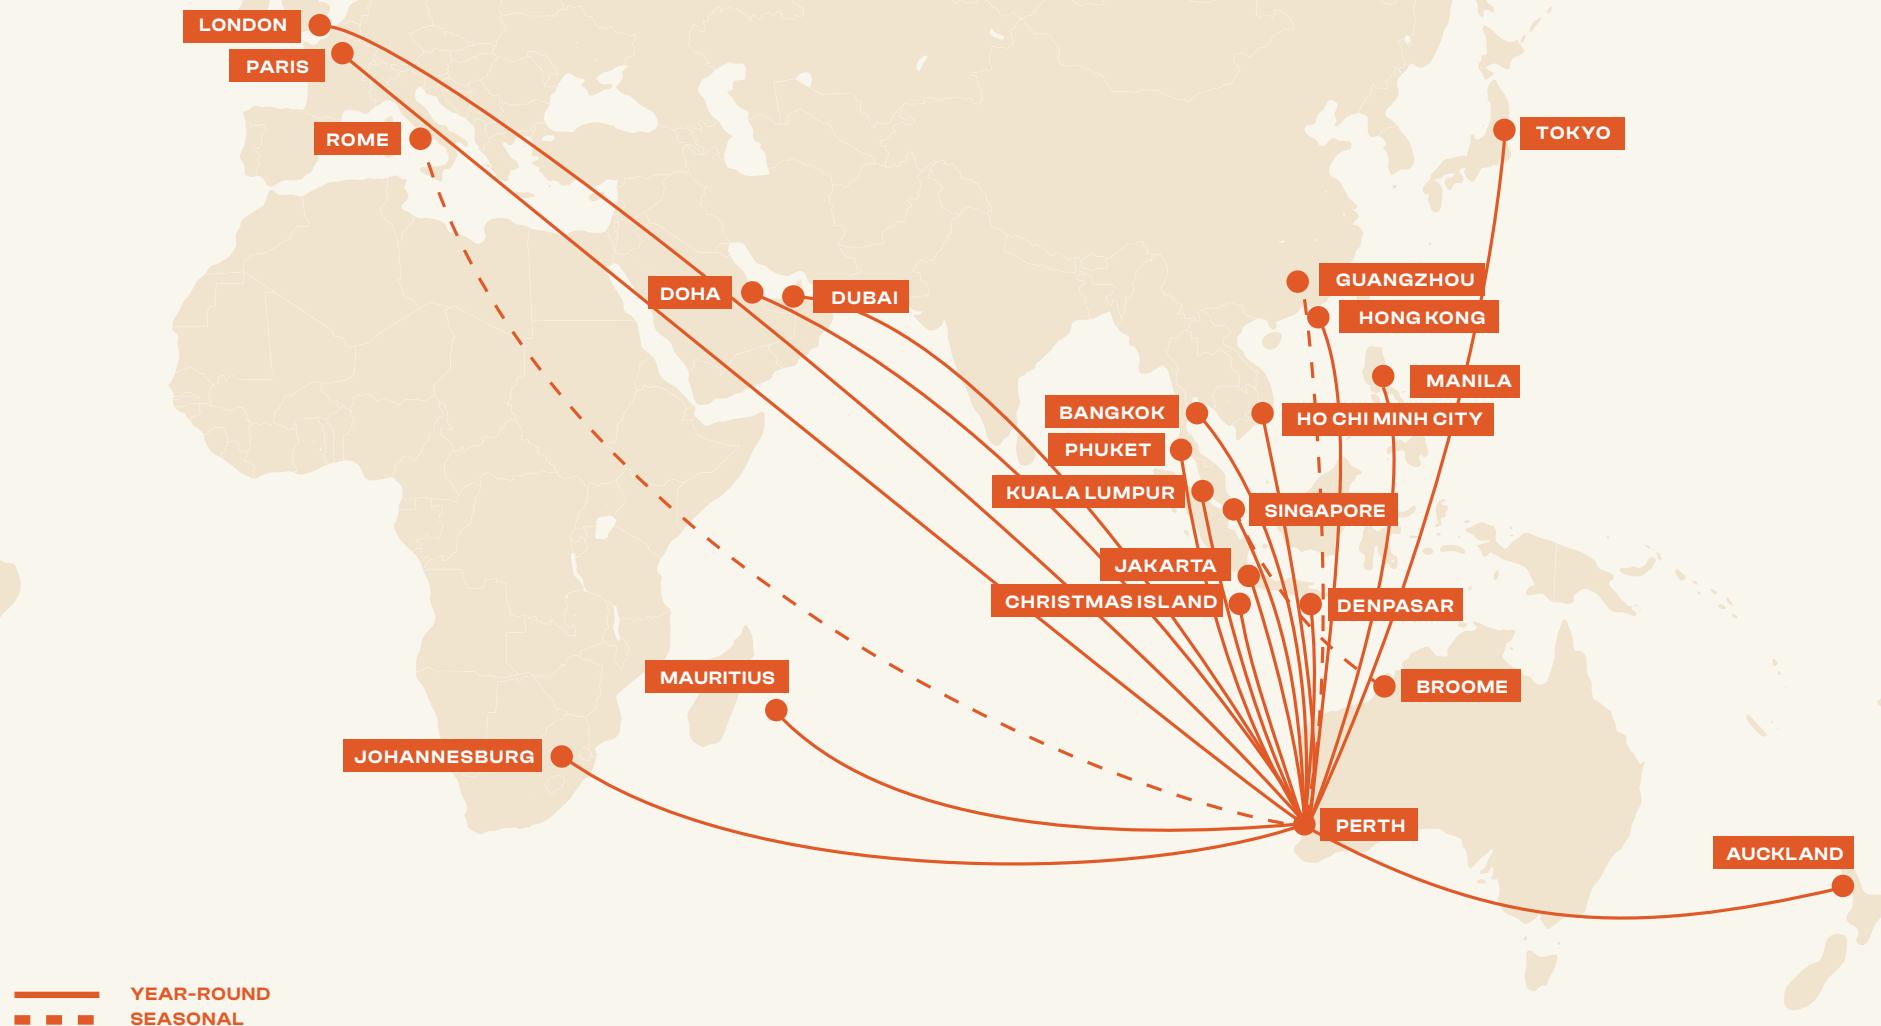 LONDON
PARIS
ROME
TOKYO
DOHA
DUBAI
GUANGZHOU
HONG KONG
MANILA
BANGKOK
HO CHI MINH CITY
PHUKET
KUALA LUMPUR
SINGAPORE
JAKARTA
CHRISTMAS ISLAND
DENPASAR
MAURITIUS
BROOME
JOHANNESBURG
PERTH
AUCKLAND
YEAR-ROUND
SEASONAL